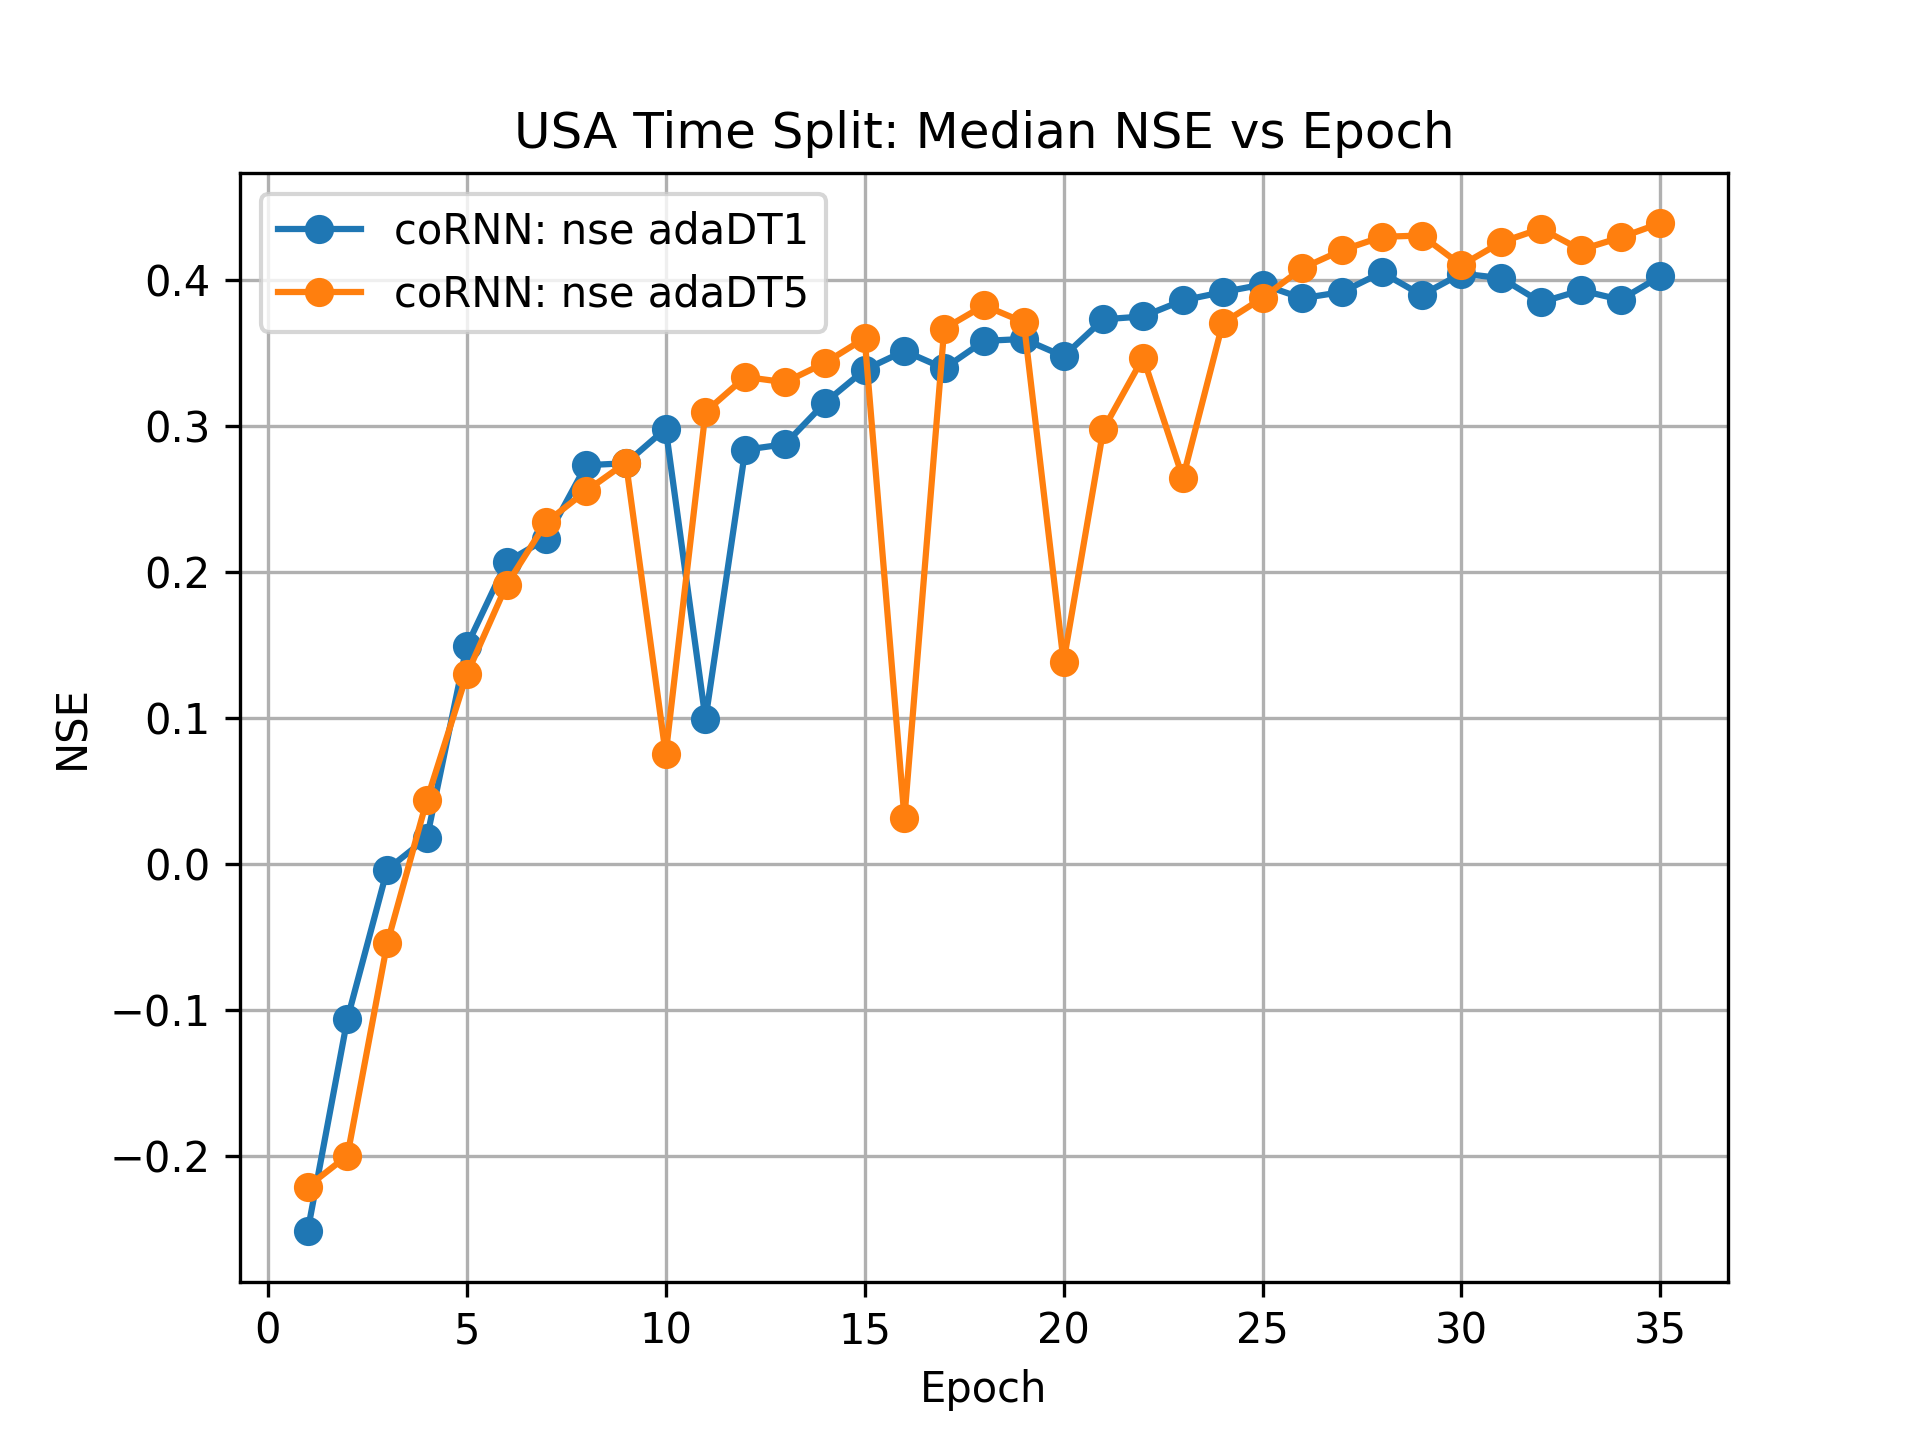 USA Time Split: Median NSE vs Epoch
coRNN: nse adaDT1
coRNN: nse adaDT5
0.4
0.3
0.2
0.1
0.0
−0.1
−0.2
NSE
0 5 10 15 20 25 30 35
Epoch